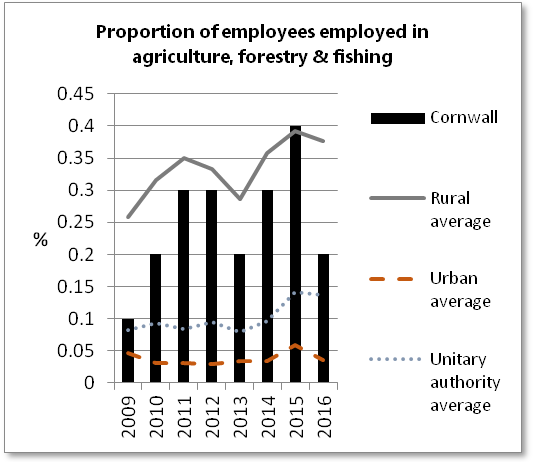 Proportion of employees employed in
agriculture, forestry & fishing
0.45
0.4
0.35
0.3
0.25
0.2
0.15
0.1
0.05
0
%
2009
2010
2011
2012
2013
2014
2015
2016
Cornwall
Rural
average
Urban
average
Unitary
authority
average